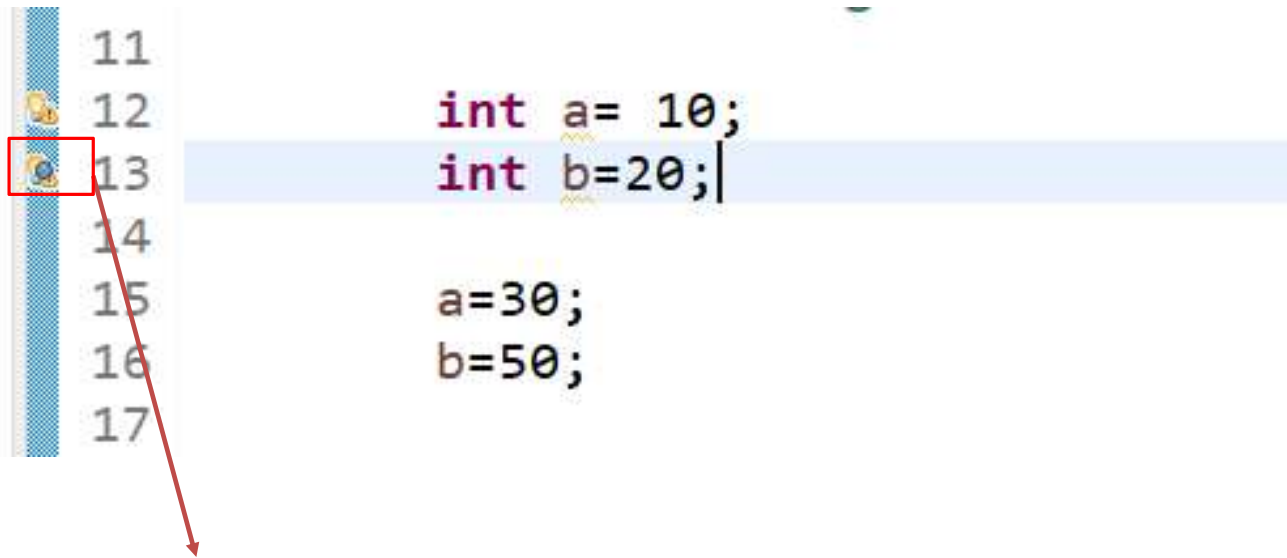 11
12 int a= 10;
13 int b=20;
14
15 a=30;
16 b=50;
17